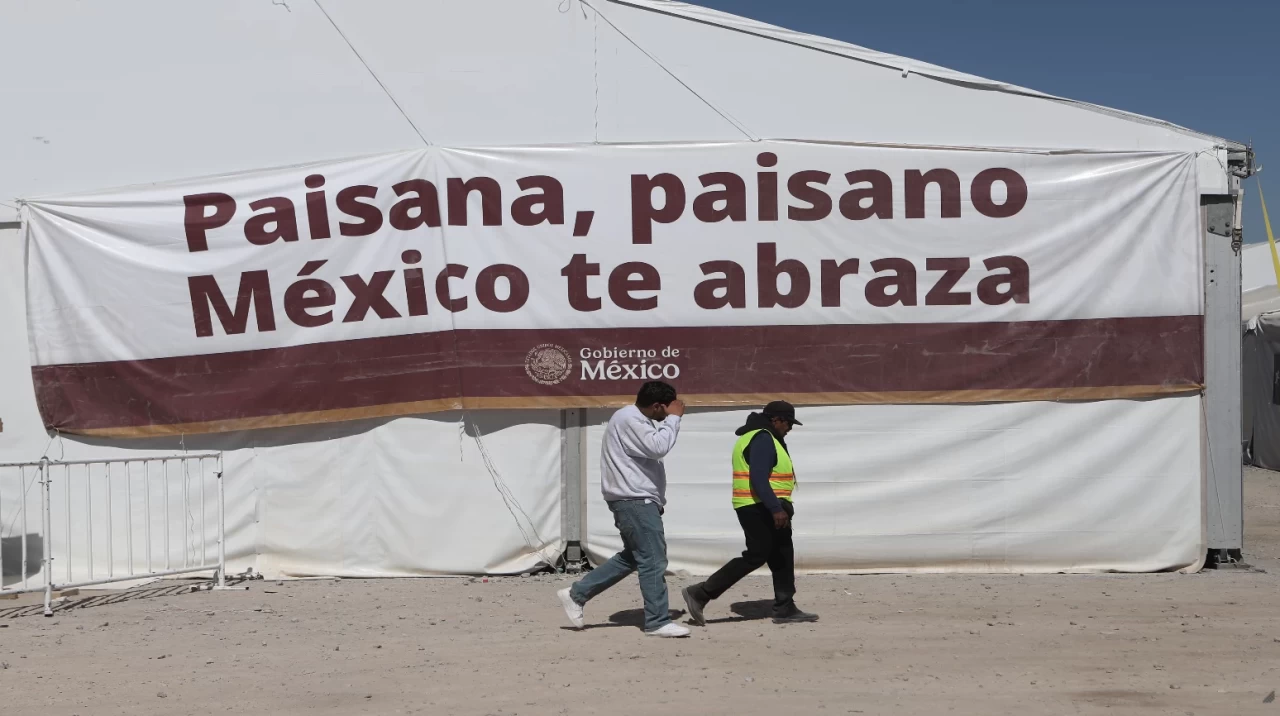 Paisana, paisano
México te abraza
Gobierno de
México